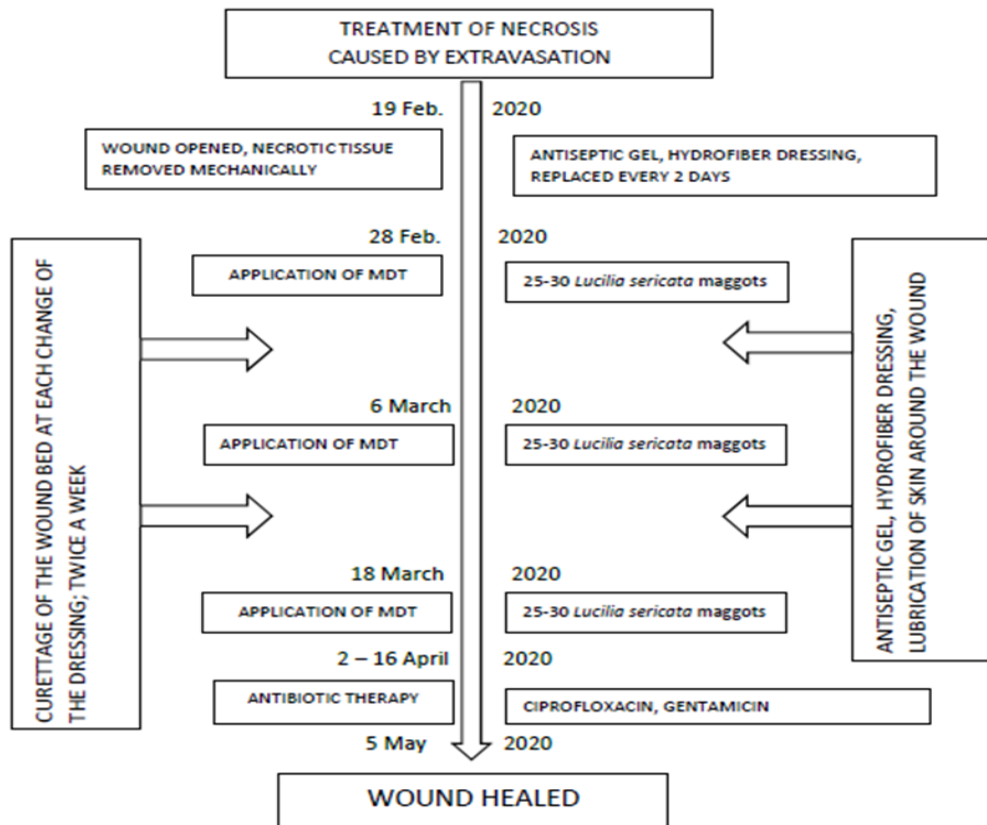 TREATMENT OF NECROSIS
CAUSED BY EXTRAVASATION
19 Feb. 2020
WOUND OPENED, NECROTIC TISSUE
REMOVED MECHANICALLY
ANTISEPTIC GEL, HYDROFIBER DRESSING,
REPLACED EVERY 2 DAYS
28 Feb. 2020
APPLICATION OF MDT
25-30 Lucilia sericata maggots
CURETTAGE OF THE WOUND BED AT EACH CHANGE OF
THE DRESSING; TWICE A WEEK
ANTISEPTIC GEL, HYDROFIBER DRESSING,
LUBRICATION OF SKIN AROUND THE WOUND
6 March 2020
APPLICATION OF MDT
25-30 Lucilia sericata maggots
18 March 2020
APPLICATION OF MDT
25-30 Lucilia sericata maggots
2 – 16 April 2020
ANTIBIOTIC THERAPY
CIPROFLOXACIN, GENTAMICIN
5 May 2020
WOUND HEALED